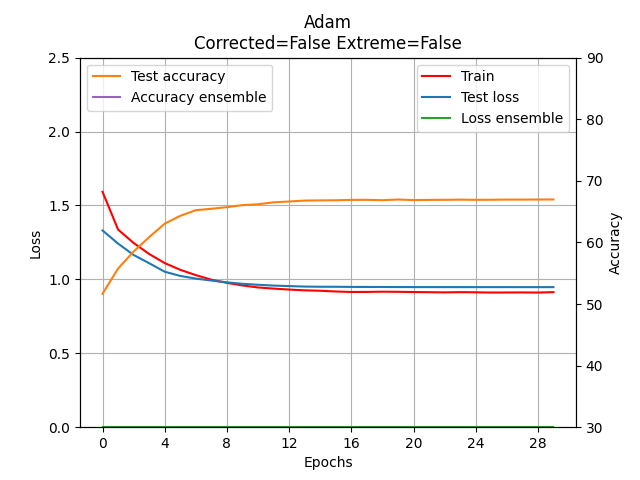 Adam
Corrected=False Extreme=False
Test accuracy
Accuracy ensemble
Train
Test loss
Loss ensemble
2.5
2.0
1.5
1.0
0.5
0.0
Loss
90
80
70
60
50
40
30
Accuracy
0 4 8 12 16 20 24 28
Epochs